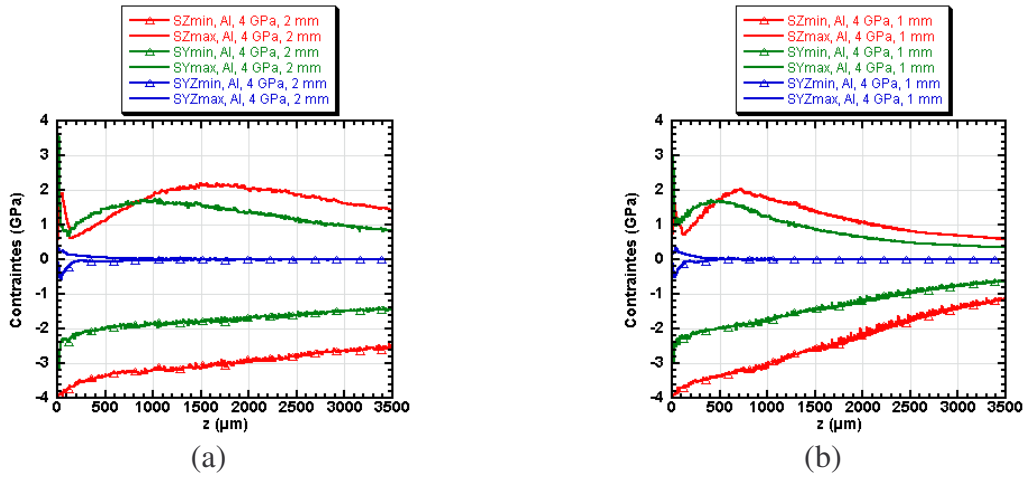 SZmin, Al, 4 GPa, 2 mm
SZmax, Al, 4 GPa, 2 mm
SYmin, Al, 4 GPa, 2 mm
SYmax, Al, 4 GPa, 2 mm
SYZmin, Al, 4 GPa, 2 mm
SYZmax, Al, 4 GPa, 2 mm
4
3
2
1
0
-1
-2
-3
-4
Contraintes (GPa)
0 500 1000 1500 2000 2500 3000 3500
z (µm)
(a)
SZmin, Al, 4 GPa, 1 mm
SZmax, Al, 4 GPa, 1 mm
SYmin, Al, 4 GPa, 1 mm
SYmax, Al, 4 GPa, 1 mm
SYZmin, Al, 4 GPa, 1 mm
SYZmax, Al, 4 GPa, 1 mm
4
3
2
1
0
-1
-2
-3
-4
Contraintes (GPa)
0 500 1000 1500 2000 2500 3000 3500
z (µm)
(b)